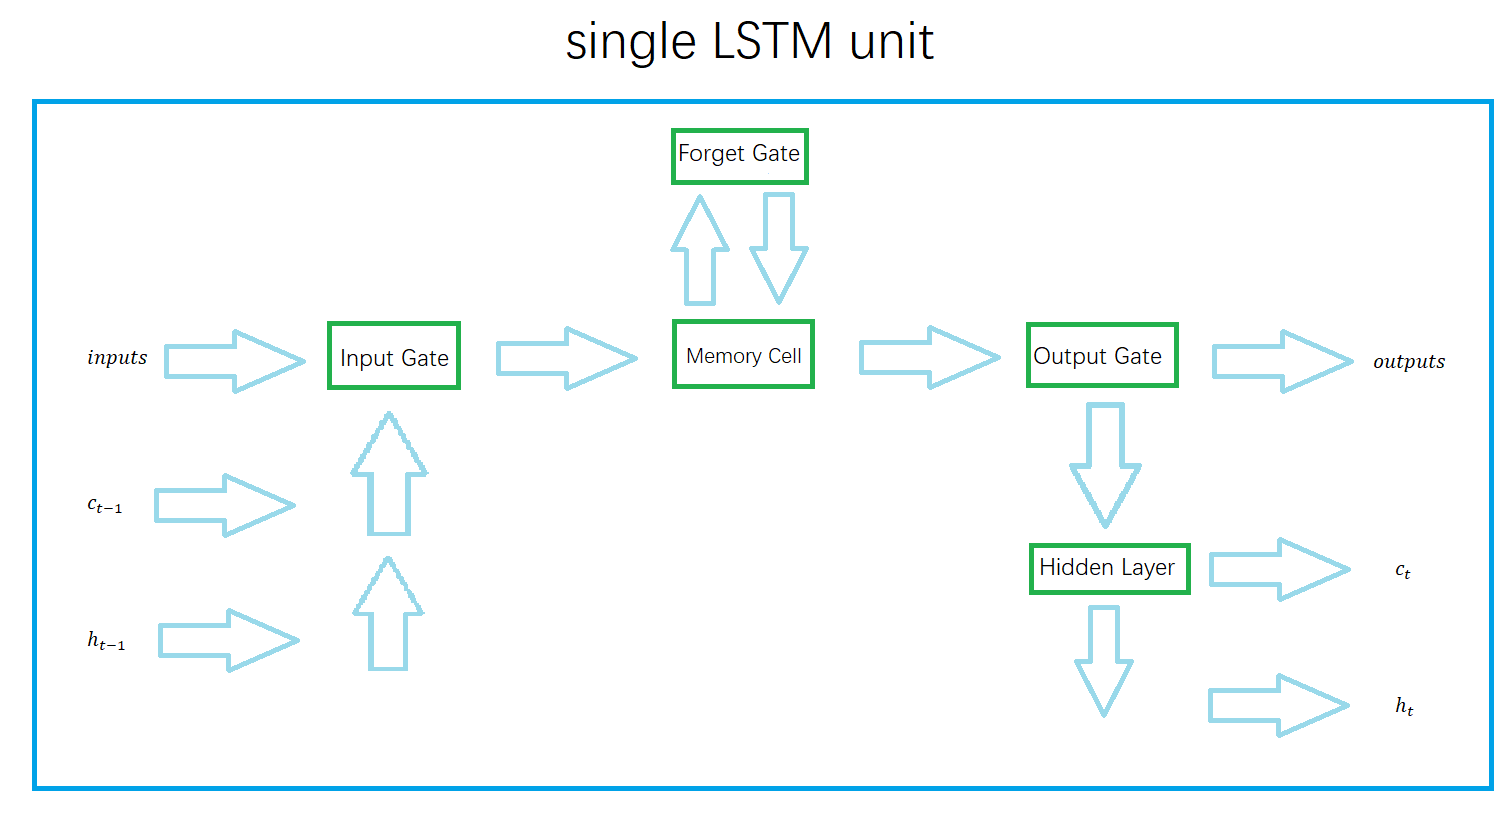 single LSTM unit
Forget Gate
inputs
Input Gate
Memory Cell
Output Gate
outputs
c_{t-1}
Hidden Layer
c_t
h_{t-1}
h_t